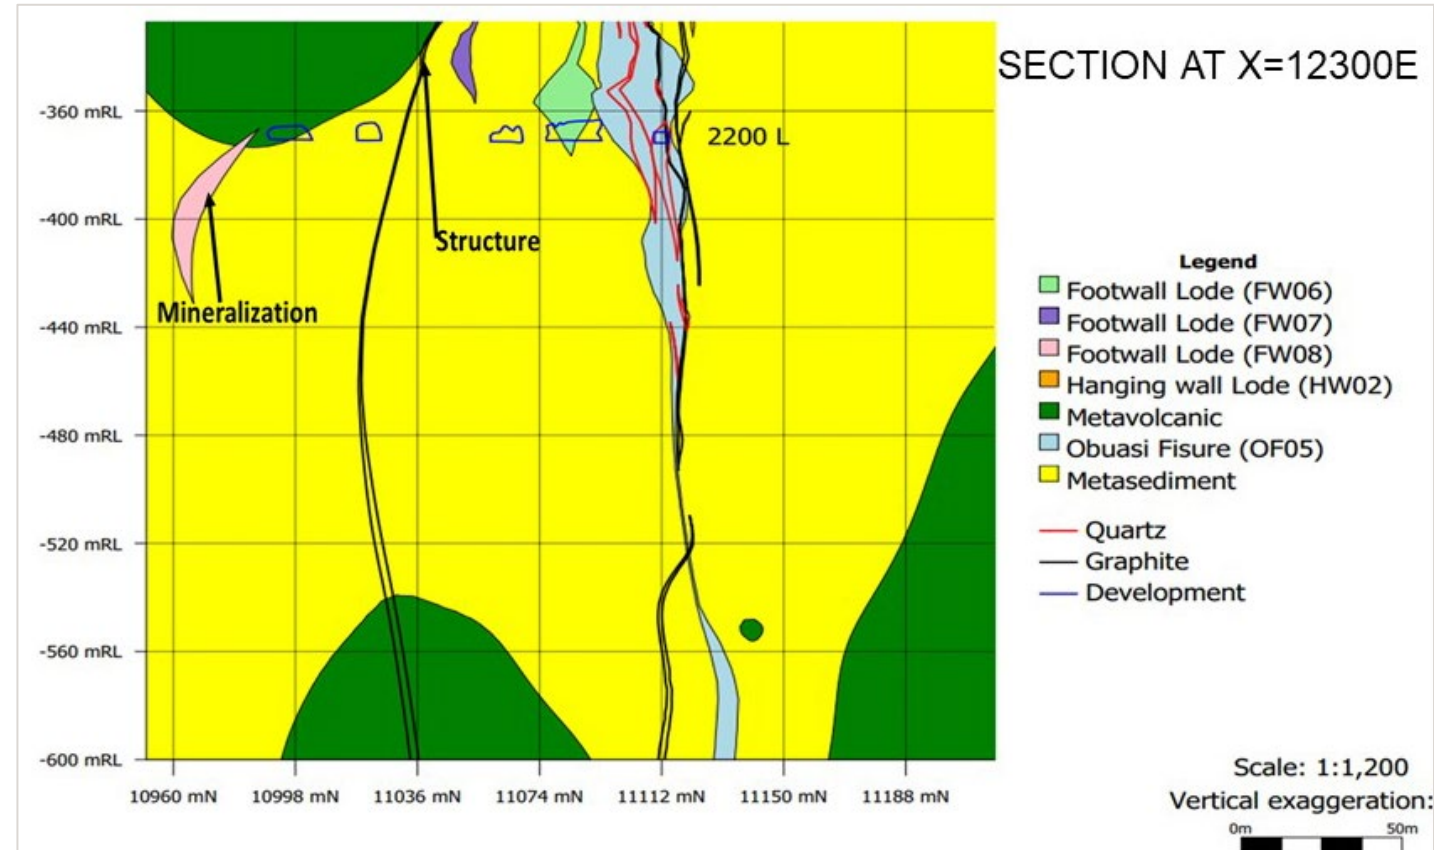 SECTION AT X=12300E
-360 mRL
2200 L
-400 mRL
Structure
Mineralization
-440 mRL
-480 mRL
-520 mRL
-560 mRL
-600 mRL
10960 mN 10998 mN 11036 mN 11074 mN 11112 mN 11150 mN 11188 mN
Legend
Footwall Lode (FW06)
Footwall Lode (FW07)
Footwall Lode (FW08)
Hanging wall Lode (HW02)
Metavolcanic
Obuasi Fisure (OF05)
Metasediment
Quartz
Graphite
Development
Scale: 1:1,200
Vertical exaggeration:
0m 50m